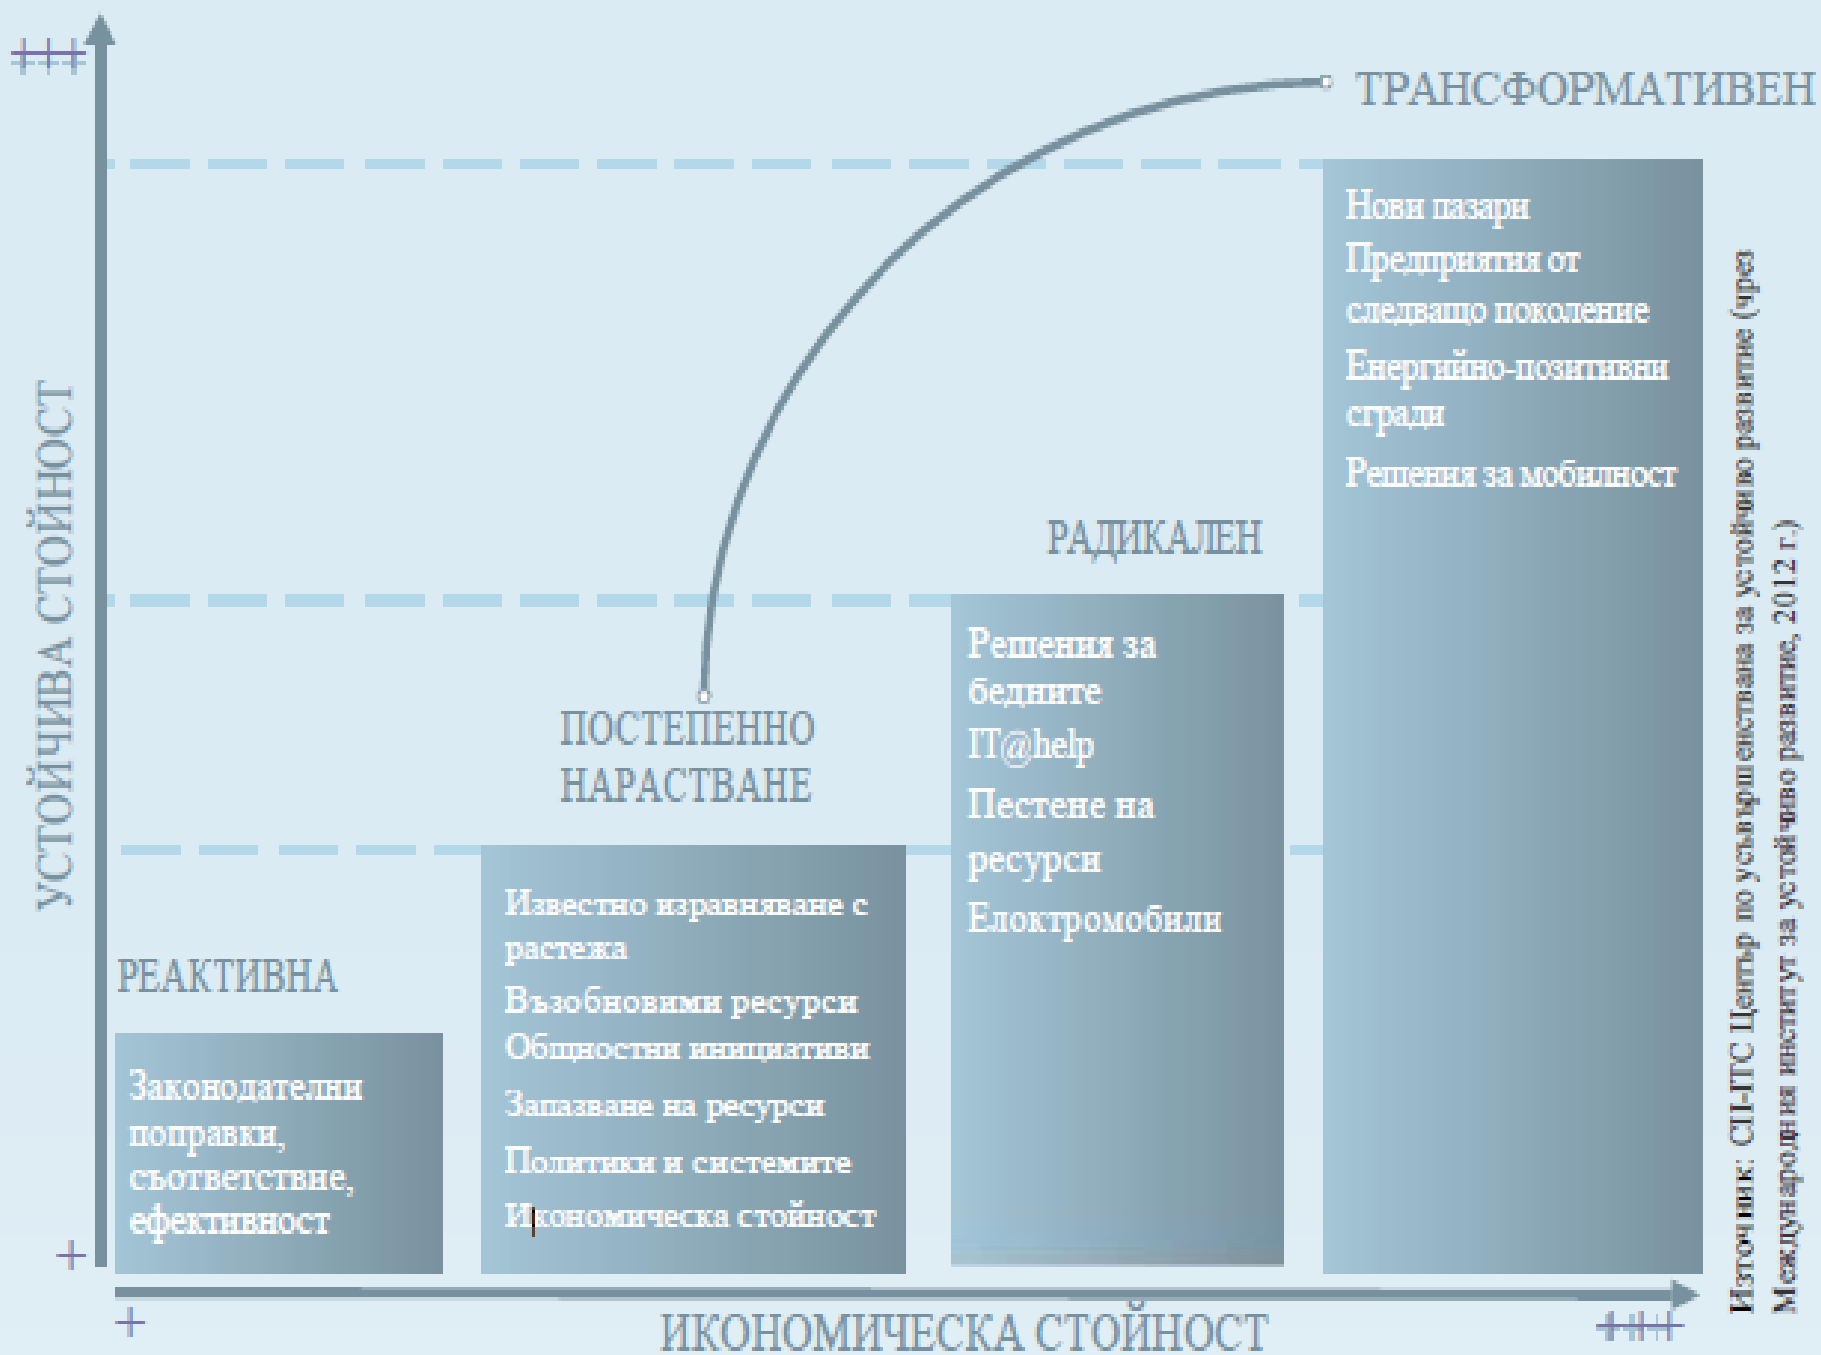 +++
ТРАНСФОРМАТИВЕН
Нови пазари
Предприятия от
следващо поколение
Енергийно-позитивни
сгради
Решения за мобилност
РАДИКАЛЕН
Решения за
бедните
IT@help
Пестене на
ресурси
Елоктромобили
ПОСТЕПЕННО
НАРАСТВАНЕ
Известно изравняване с
растежа
Възобновими ресурси
Общностни инициативи
Запазване на ресурси
Политики и системите
Икономическа стойност
РЕАКТИВНА
Законодателни
поправки,
съответствие,
ефективност
УСТОЙЧИВА СТОЙНОСТ
+
+
ИКОНОМИЧЕСКА СТОЙНОСТ
+++
Източник: СІІ-ІТС Център по усъвършенствана за устойчиво развитие (чрез
Международния институт за устойчиво развитие, 2012 г.)